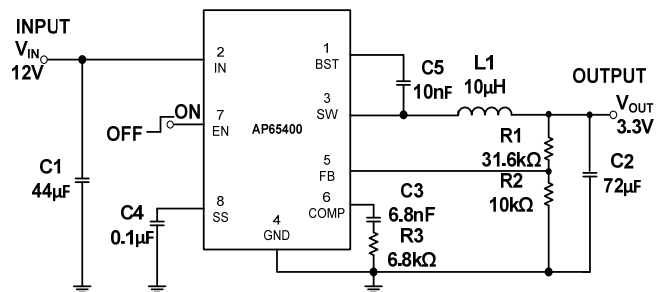 INPUT
VIN
12V
2
IN
1
BST
C5
10nF
L1
10µH
OUTPUT
VOUT
3.3V
3
SW
ON
OFF
7
EN
AP65400
R1
31.6kΩ
C2
72µF
5
FB
R2
10kΩ
C1
44µF
6
COMP
C3
6.8nF
C4
0.1µF
8
SS
4
GND
R3
6.8kΩ